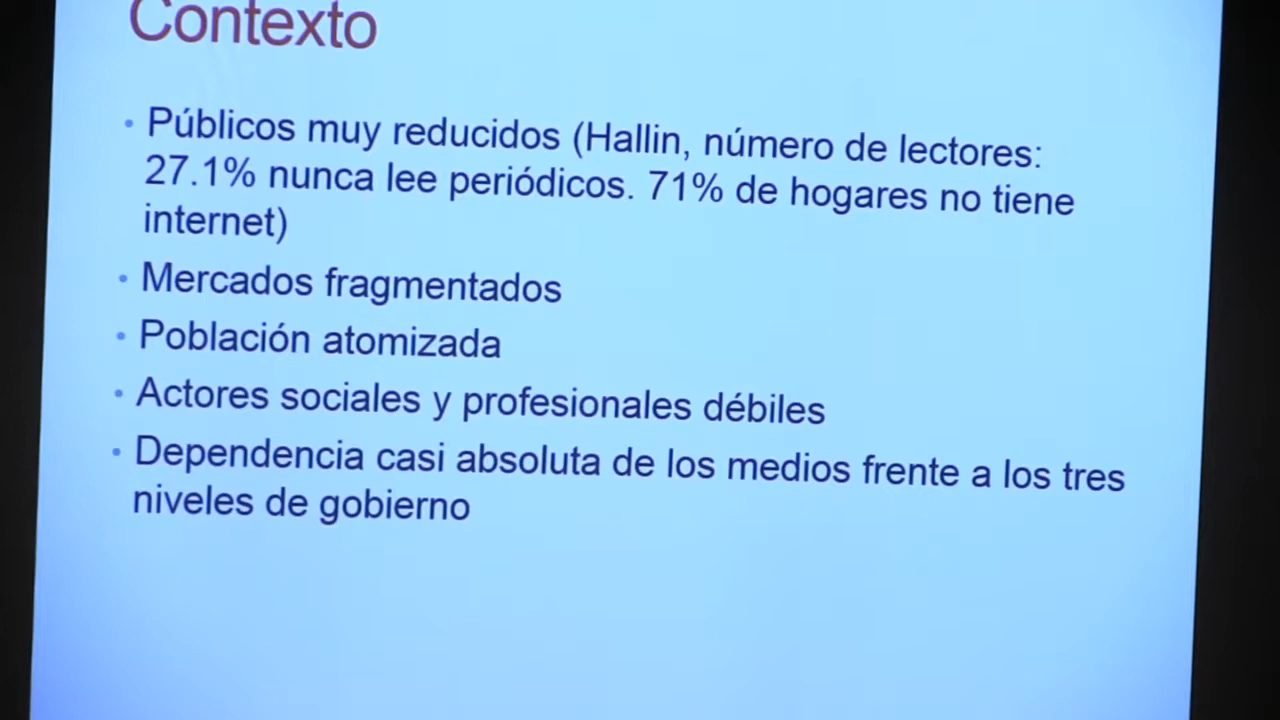 Contexto
• Públicos muy reducidos (Hallin, número de lectores:
27.1% nunca lee periódicos. 71% de hogares no tiene
internet)
• Mercados fragmentados
• Población atomizada
• Actores sociales y profesionales débiles
• Dependencia casi absoluta de los medios frente a los tres
niveles de gobierno